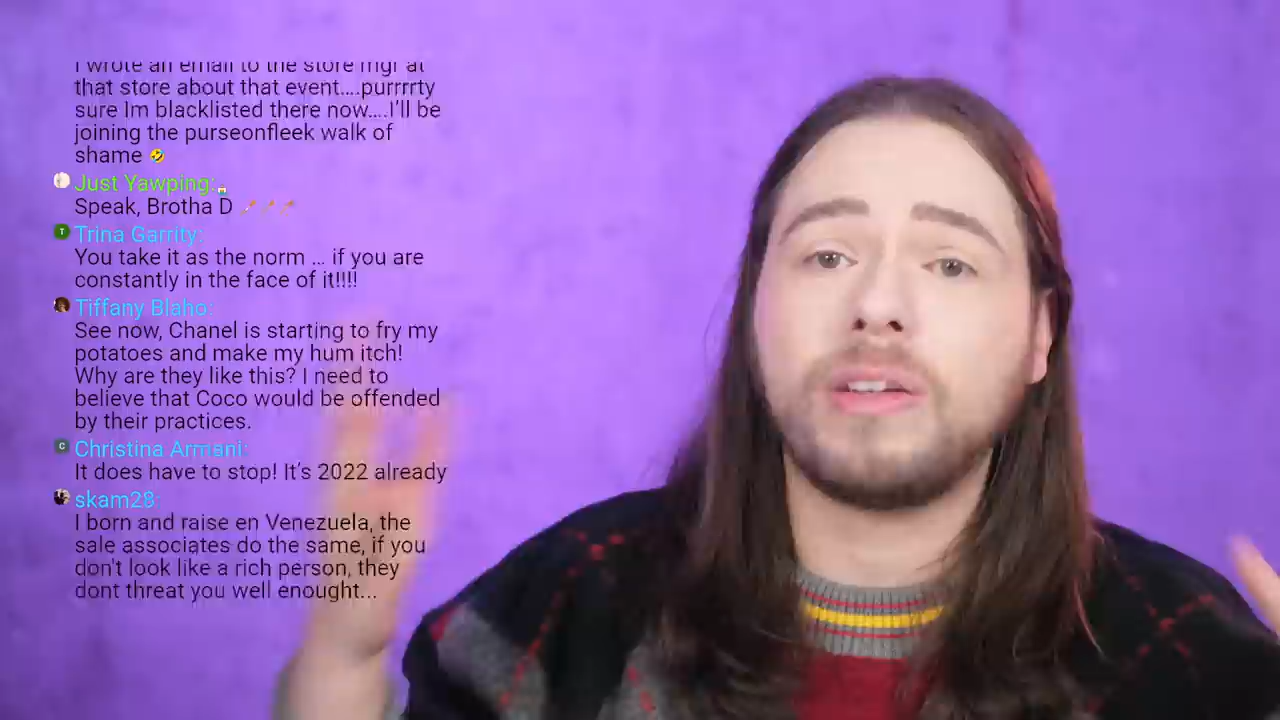 I wrote an email to the store mgr at
that store about that event....purrrrty
sure Im blacklisted there now....I'll be
joining the purseonfleek walk of
shame 🤣
Just Yawping:
Speak, Brotha D
T Trina Garrity:
You take it as the norm ... if you are
constantly in the face of it!!!!
Tiffany Blaho:
See now, Chanel is starting to fry my
potatoes and make my hum itch!
Why are they like this? I need to
believe that Coco would be offended
by their practices.
C Christina Armani:
It does have to stop! It's 2022 already
skam28:
I born and raise en Venezuela, the
sale associates do the same, if you
don't look like a rich person, they
dont threat you well enought...